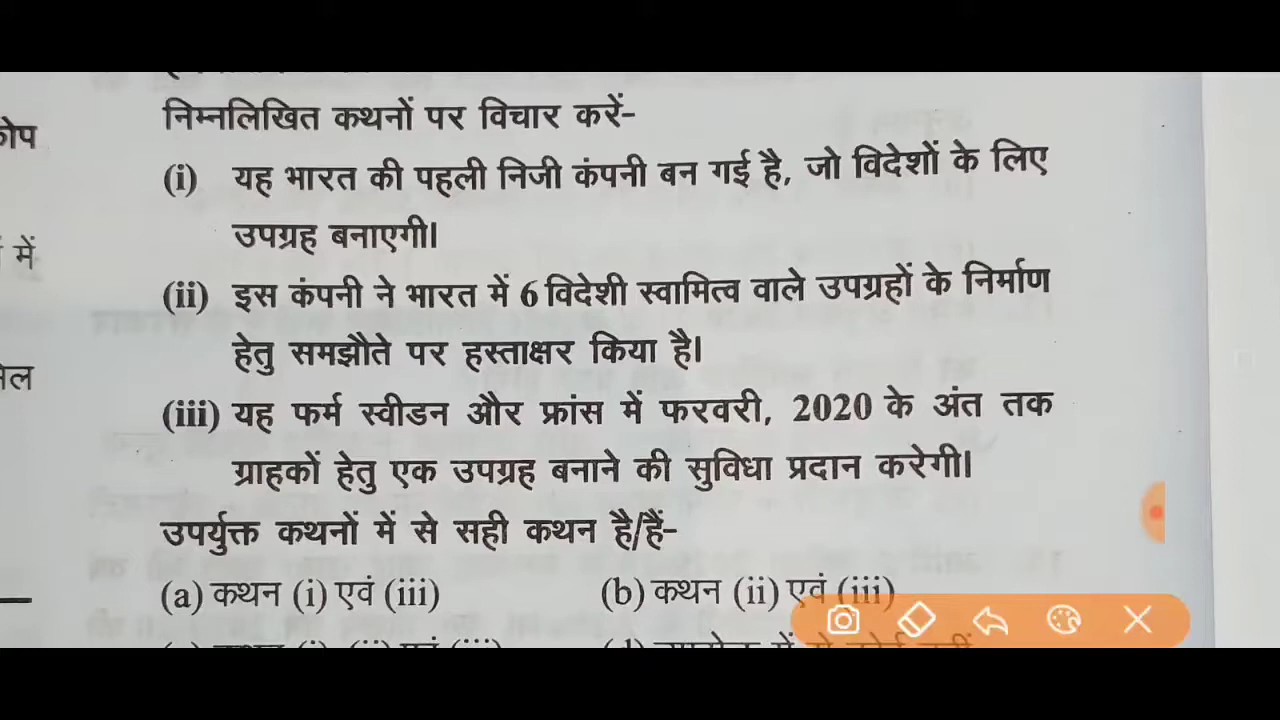 कोप
में
निम्नलिखित कथनों पर विचार करें-
(i) यह भारत की पहली निजी कंपनी बन गई है, जो विदेशों के लिए
उपग्रह बनाएगी।
(ii) इस कंपनी ने भारत में 6 विदेशी स्वामित्व वाले उपग्रहों के निर्माण
हेतु समझौते पर हस्ताक्षर किया है।
(iii) यह फर्म स्वीडन और फ्रांस में फरवरी, 2020 के अंत तक
ग्राहकों हेतु एक उपग्रह बनाने की सुविधा प्रदान करेगी।
उपर्युक्त कथनों में से सही कथन है/हैं-
(a) कथन (i) एवं (iii) (b) कथन (ii) एवं (iii)